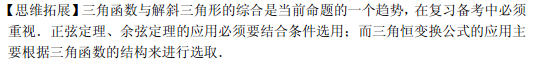 【思维拓展】三角函数与解斜三角形的综合是当前命题的一个趋势，在复习备考中必须
重视．正弦定理、余弦定理的应用必须要结合条件选用；而三角恒变换公式的应用主
要根据三角函数的结构来进行选取．